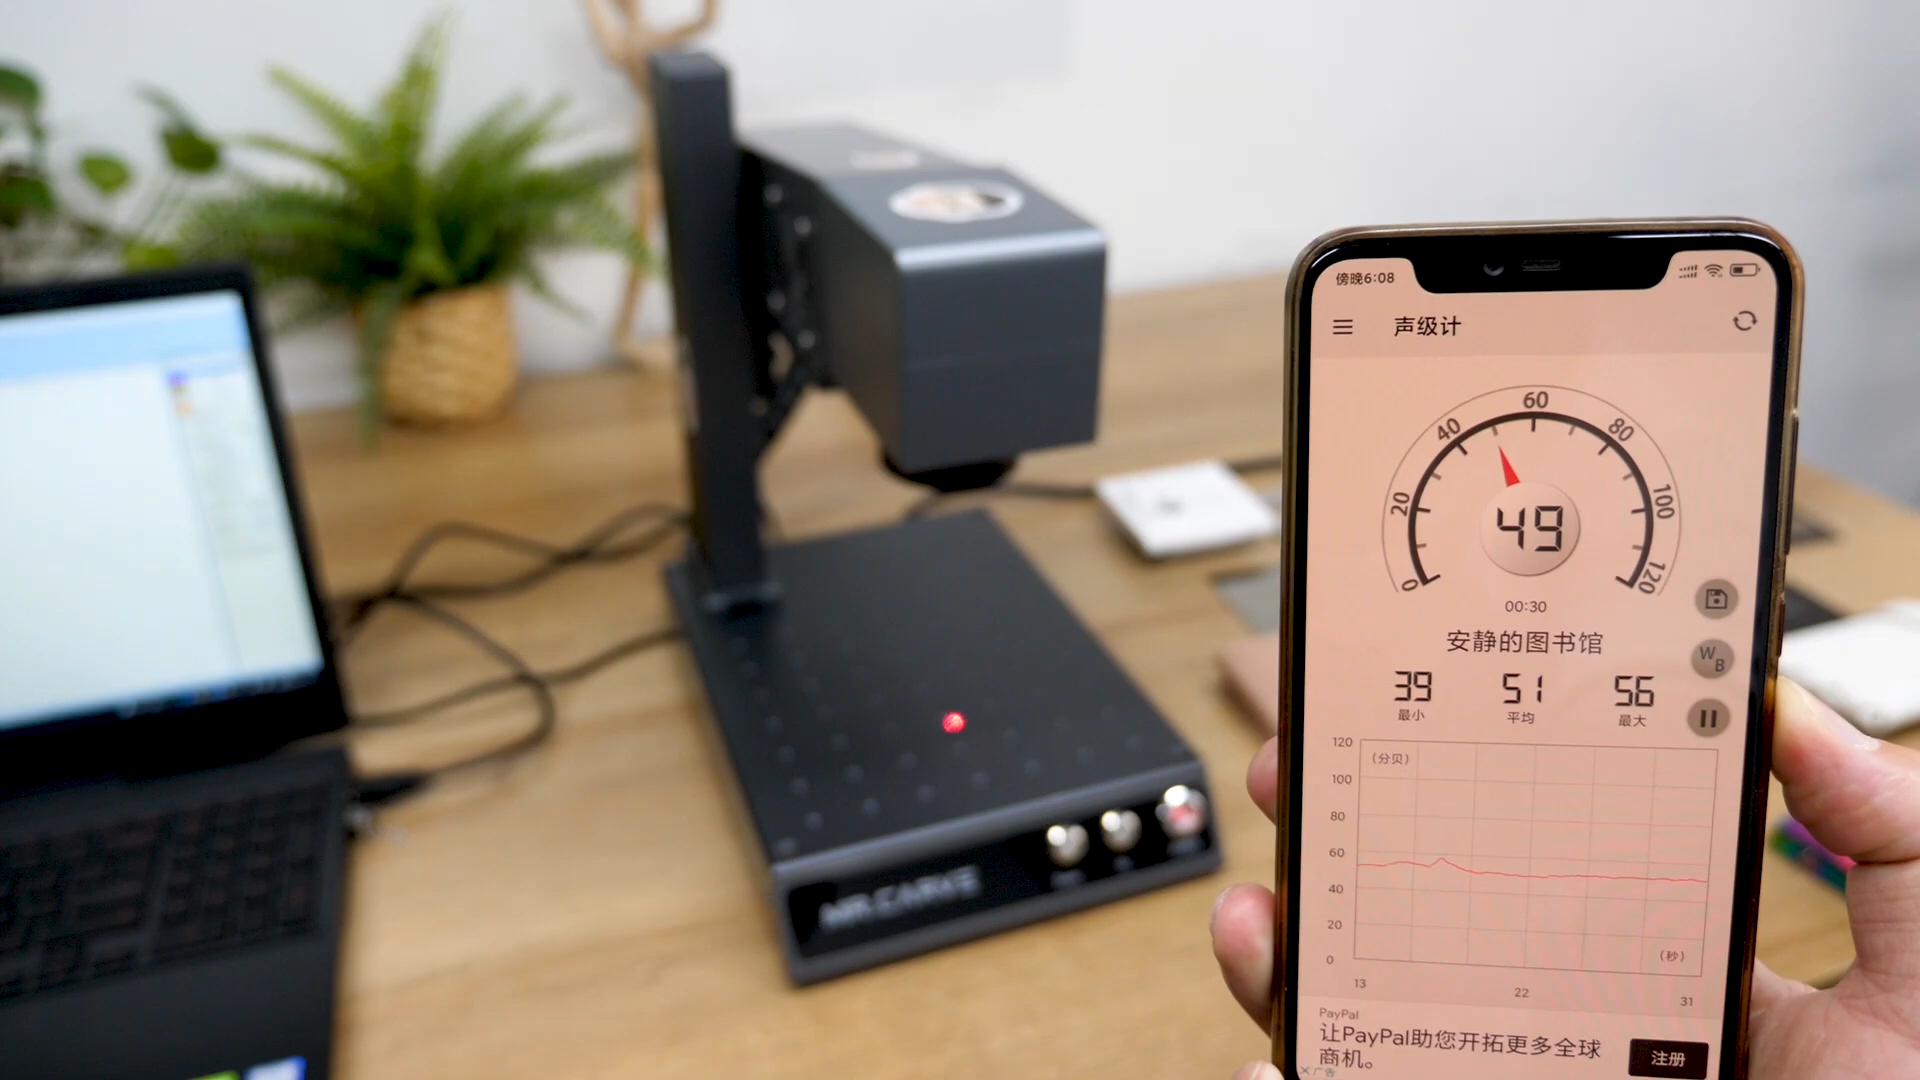 傍晚6:08
声级计
0
20
40
60
80
100
120
49
00:30
安静的图书馆
W
B
39
51
56
最小
平均
最大
(分贝)
120
100
80
60
40
20
0
(秒)
13
22
31
PayPal
让PayPal助您开拓更多全球
商机。
注册
广告
MR.CARVE